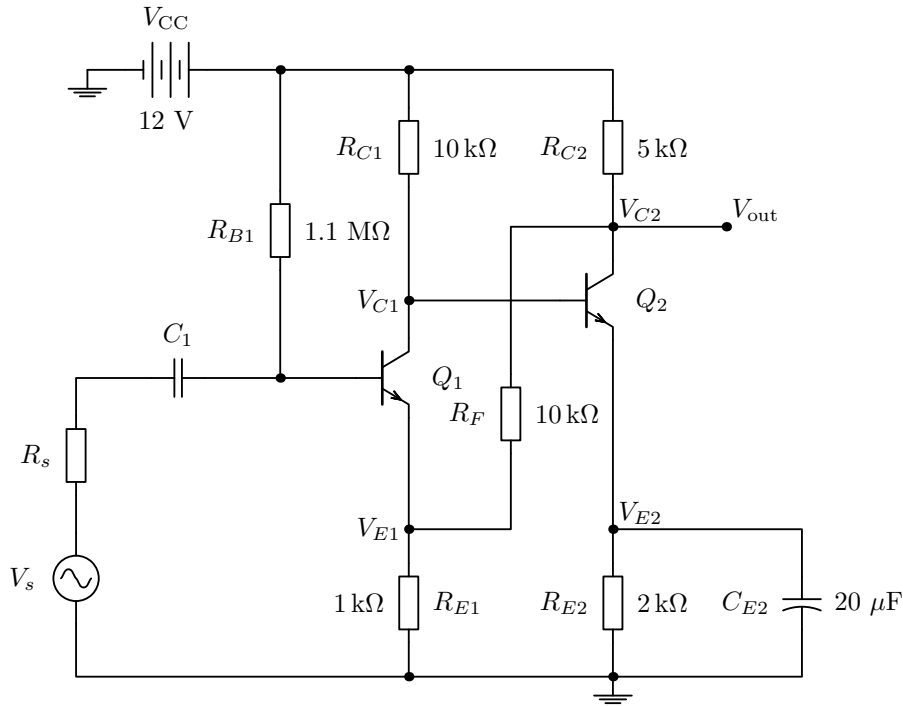 V_CC
12 V
R_C1 10 kΩ
R_C2 5 kΩ
R_B1 1.1 MΩ
V_C2
V_out
V_C1
Q_2
C_1
Q_1
R_F 10 kΩ
R_s
V_E1
V_E2
V_s
1 kΩ R_E1
R_E2 2 kΩ
C_E2 20 μF